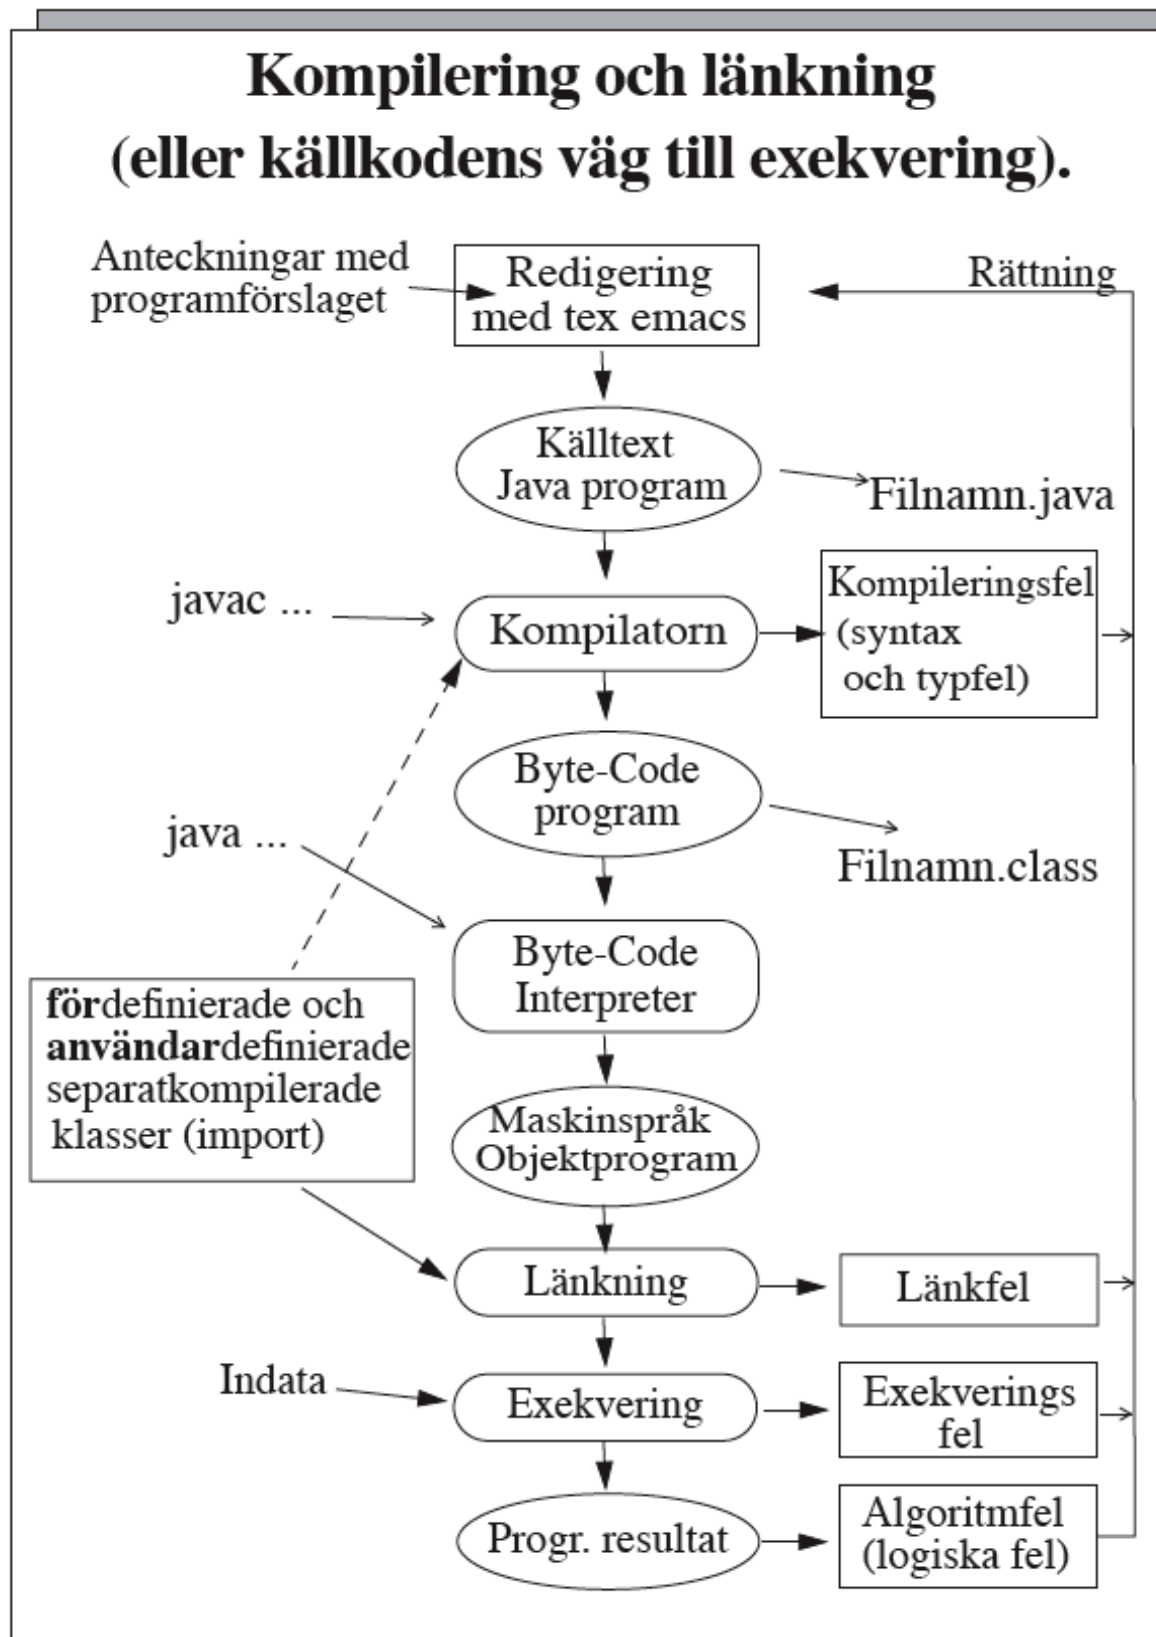 Kompilering och länkning
(eller källkodens väg till exekvering).
Anteckningar med
programförslaget
Redigering
med tex emacs
Rättning
Källtext
Java program
Filnamn.java
javac ...
Kompilatorn
Kompileringsfel
(syntax
och typfel)
Byte-Code
program
java ...
Filnamn.class
Byte-Code
Interpreter
fördefinierade och
användardefinierade
separatkompilerade
klasser (import)
Maskinspråk
Objektprogram
Länkning
Länkfel
Indata
Exekvering
Exekverings
fel
Progr. resultat
Algoritmfel
(logiska fel)